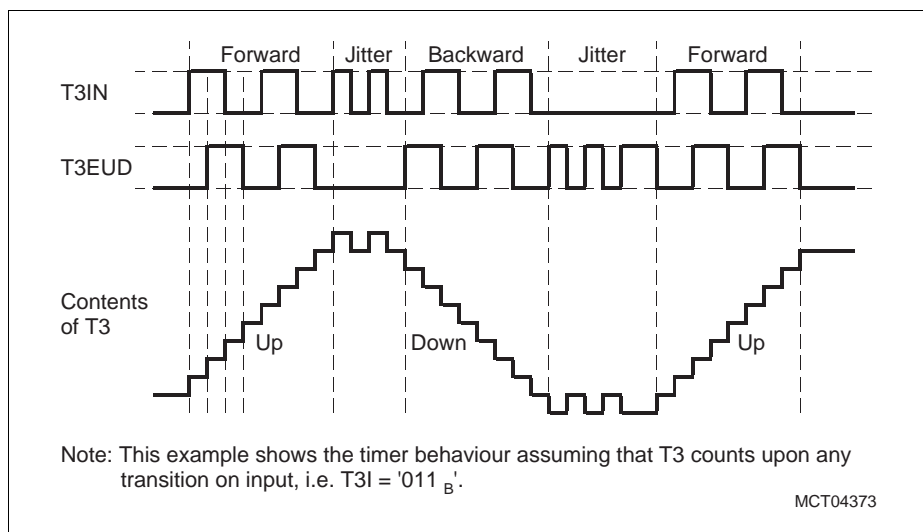 Forward Jitter Backward Jitter Forward
T3IN
T3EUD
Contents
of T3
Up Down Up
Note: This example shows the timer behaviour assuming that T3 counts upon any
transition on input, i.e. T3I = '011 B'.
MCT04373